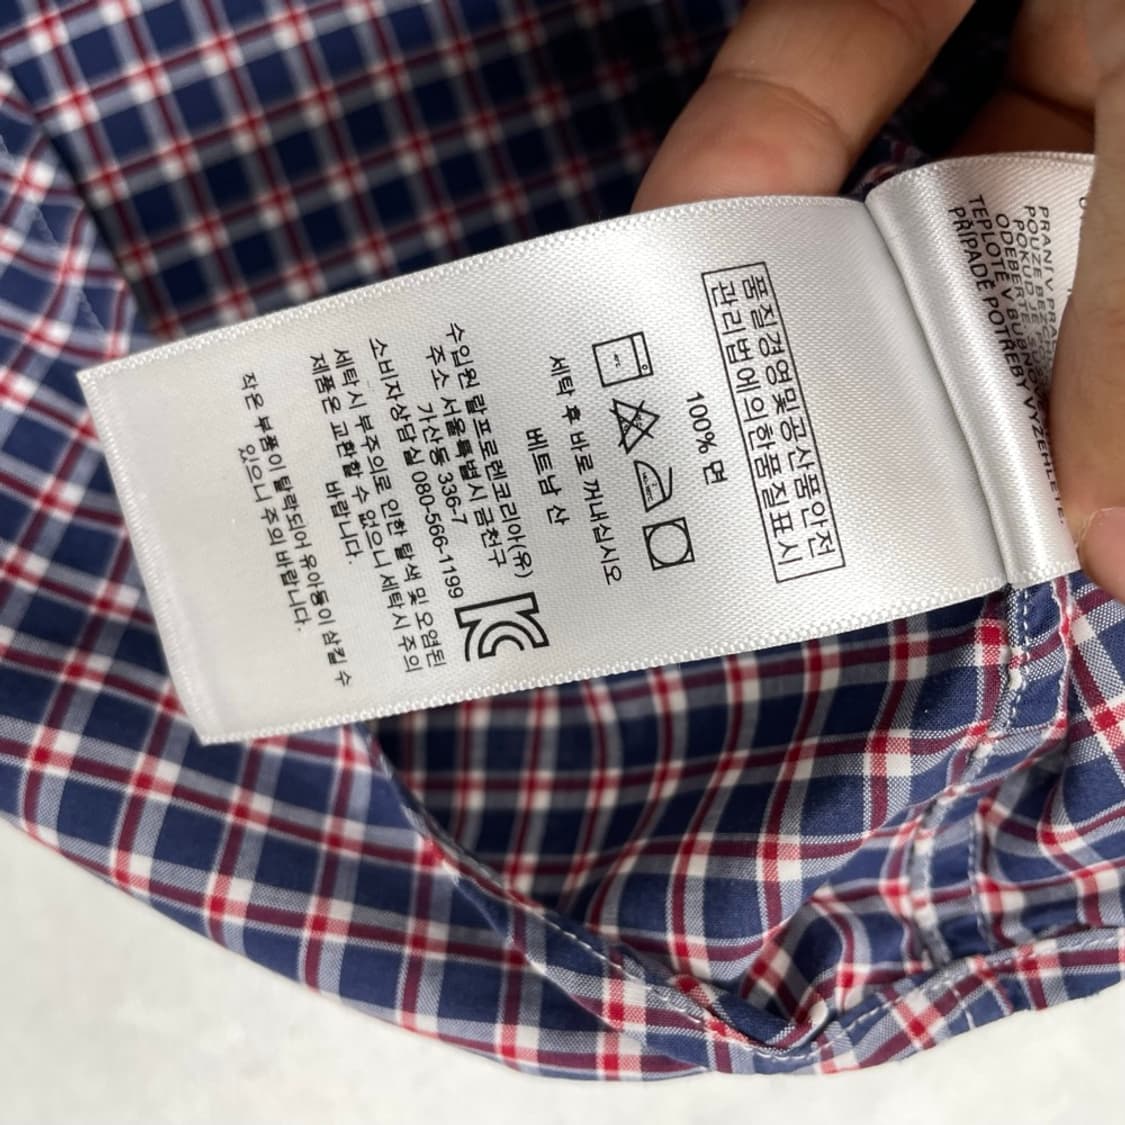 품질경영및공산품안전
관리법에의한품질표시
100% 면
세탁 후 바로 꺼내십시오
베트남 산
수입원 랄프로렌코리아(유)
주소 서울특별시 금천구
가산동 336-7
소비자상담실 080-566-1199
세탁시 부주의로 인한 탈색 및 오염된
제품은 교환할 수 없으니 세탁시 주의
바랍니다.
작은 부품이 탈락되어 유아들이 삼킬 수
있으니 주의 바랍니다.
PRANÍ V
POUZE
POKUD JE
ODEBERTE
TEPLOTĚ V BUBNOVÉ
PŘÍPADĚ POTŘEBY VYŽEHLETE.